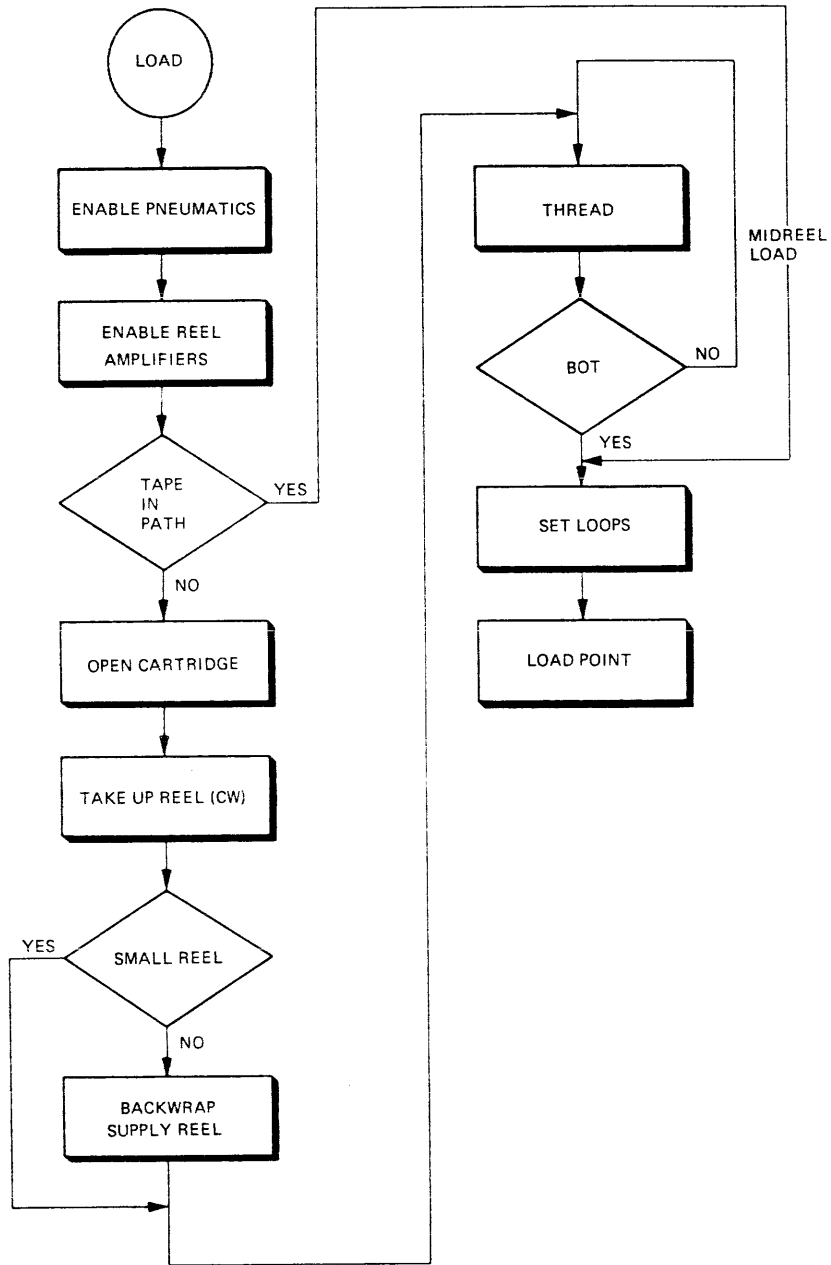 LOAD
ENABLE PNEUMATICS
ENABLE REEL
AMPLIFIERS
TAPE
IN
PATH
YES
NO
OPEN CARTRIDGE
TAKE UP REEL (CW)
YES
SMALL REEL
NO
BACKWRAP
SUPPLY REEL
THREAD
MIDREEL
LOAD
BOT
NO
YES
SET LOOPS
LOAD POINT